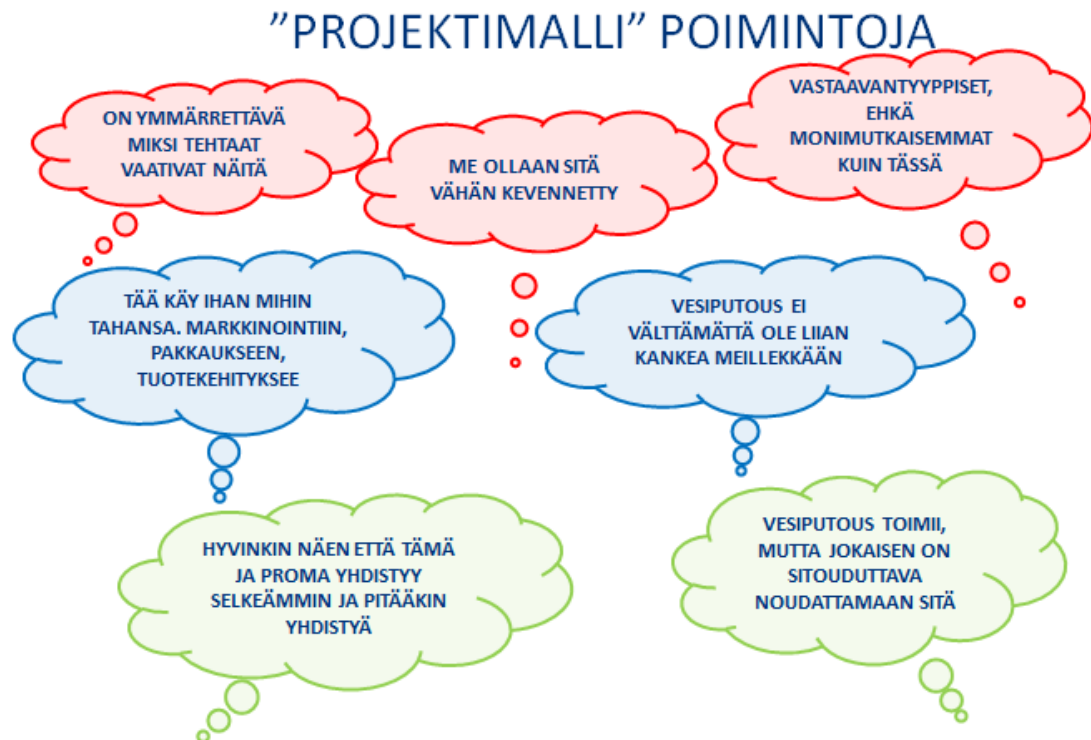 ”PROJEKTIMALLI” POIMINTOJA
ON YMMÄRRETTÄVÄ
MIKSI TEHTAAT
VAATIVAT NÄITÄ
ME OLLAAN SITÄ
VÄHÄN KEVENNETTY
VASTAAVANTYYPPISET,
EHKÄ
MONIMUTKAISEMMAT
KUIN TÄSSÄ
TÄÄ KÄY IHAN MIHIN
TAHANSA. MARKKINOINTIIN,
PAKKAUKSEEN,
TUOTEKEHITYKSEE
VESIPUTOUS EI
VÄLTTÄMÄTTÄ OLE LIIAN
KANKEA MEILLEKKÄÄN
HYVINKIN NÄEN ETTÄ TÄMÄ
JA PROMA YHDISTYY
SELKEÄMMIN JA PITÄÄKIN
YHDISTYÄ
VESIPUTOUS TOIMII,
MUTTA JOKAISEN ON
SITOUDUTTAVA
NOUDATTAMAAN SITÄ